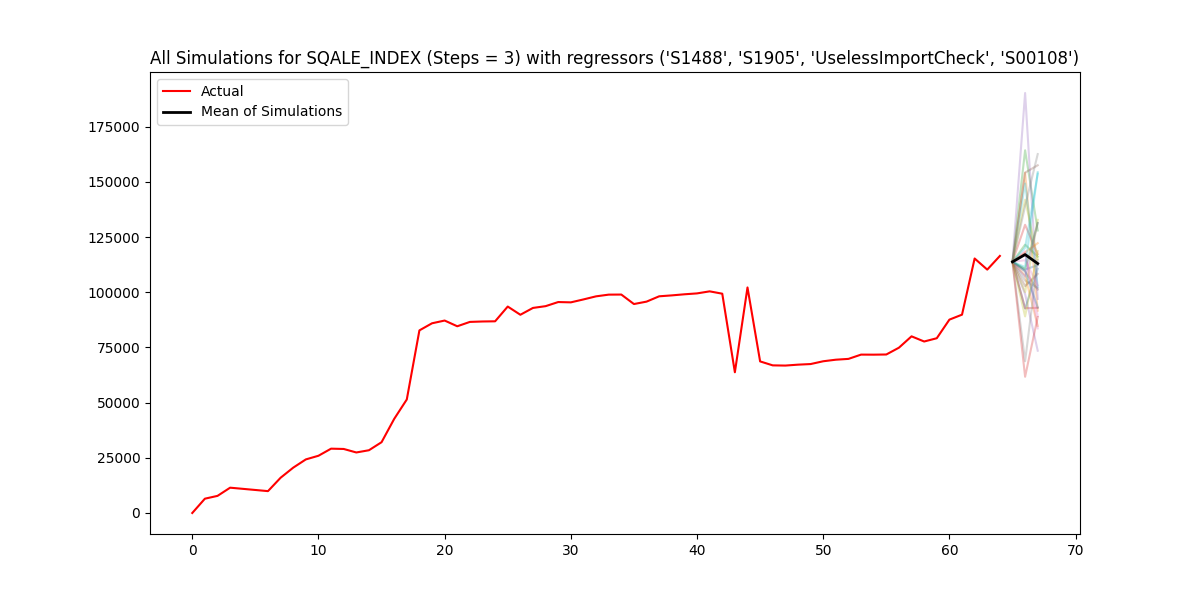 All Simulations for SQALE_INDEX (Steps = 3) with regressors ('S1488', 'S1905', 'UselessImportCheck', 'S00108')
Actual
Mean of Simulations
175000
150000
125000
100000
75000
50000
25000
0
0 10 20 30 40 50 60 70